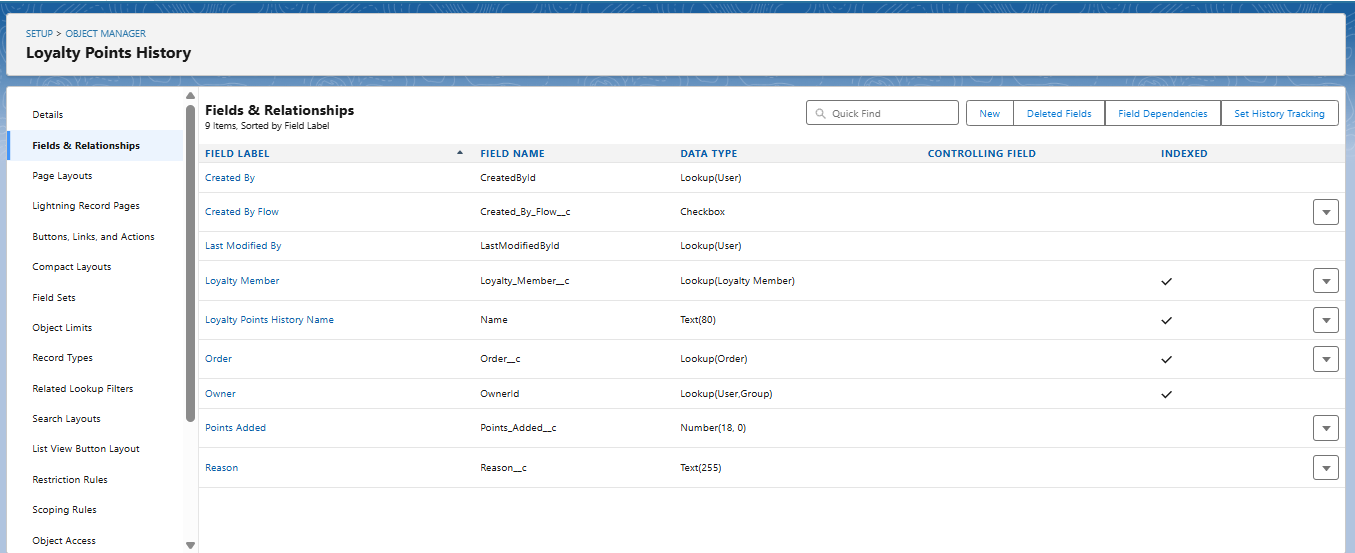 SETUP > OBJECT MANAGER
Loyalty Points History
Details
Fields & Relationships
Page Layouts
Lightning Record Pages
Buttons, Links, and Actions
Compact Layouts
Field Sets
Object Limits
Record Types
Related Lookup Filters
Search Layouts
List View Button Layout
Restriction Rules
Scoping Rules
Object Access
Fields & Relationships
9 Items, Sorted by Field Label
Quick Find New Deleted Fields Field Dependencies Set History Tracking
FIELD LABEL FIELD NAME DATA TYPE CONTROLLING FIELD INDEXED
Created By CreatedById Lookup(User)
Created By Flow Created_By_Flow__c Checkbox
Last Modified By LastModifiedById Lookup(User)
Loyalty Member Loyalty_Member__c Lookup(Loyalty Member)
Loyalty Points History Name Name Text(80)
Order Order__c Lookup(Order)
Owner OwnerId Lookup(User,Group)
Points Added Points_Added__c Number(18, 0)
Reason Reason__c Text(255)